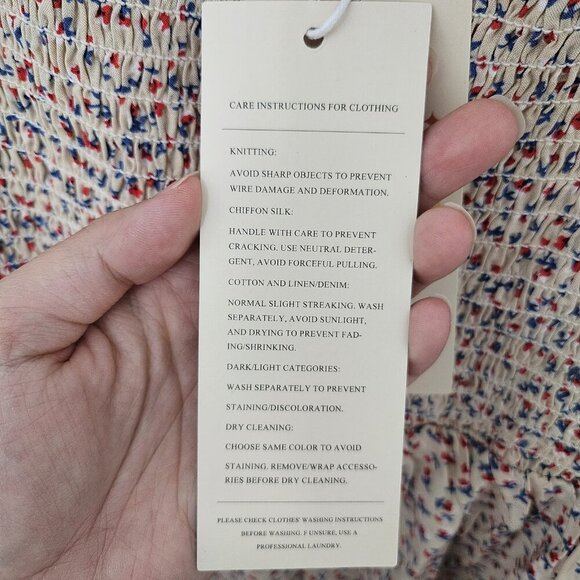 CARE INSTRUCTIONS FOR CLOTHING
KNITTING:
AVOID SHARP OBJECTS TO PREVENT
WIRE DAMAGE AND DEFORMATION.
CHIFFON SILK:
HANDLE WITH CARE TO PREVENT
CRACKING. USE NEUTRAL DETER-
GENT, AVOID FORCEFUL PULLING.
COTTON AND LINEN/DENIM:
NORMAL SLIGHT STREAKING. WASH
SEPARATELY, AVOID SUNLIGHT,
AND DRYING TO PREVENT FAD-
ING/SHRINKING.
DARK/LIGHT CATEGORIES:
WASH SEPARATELY TO PREVENT
STAINING/DISCOLORATION.
DRY CLEANING:
CHOOSE SAME COLOR TO AVOID
STAINING. REMOVE/WRAP ACCESSO-
RIES BEFORE DRY CLEANING.
PLEASE CHECK CLOTHES' WASHING INSTRUCTIONS
BEFORE WASHING. F UNSURE, USE A
PROFESSIONAL LAUNDRY.